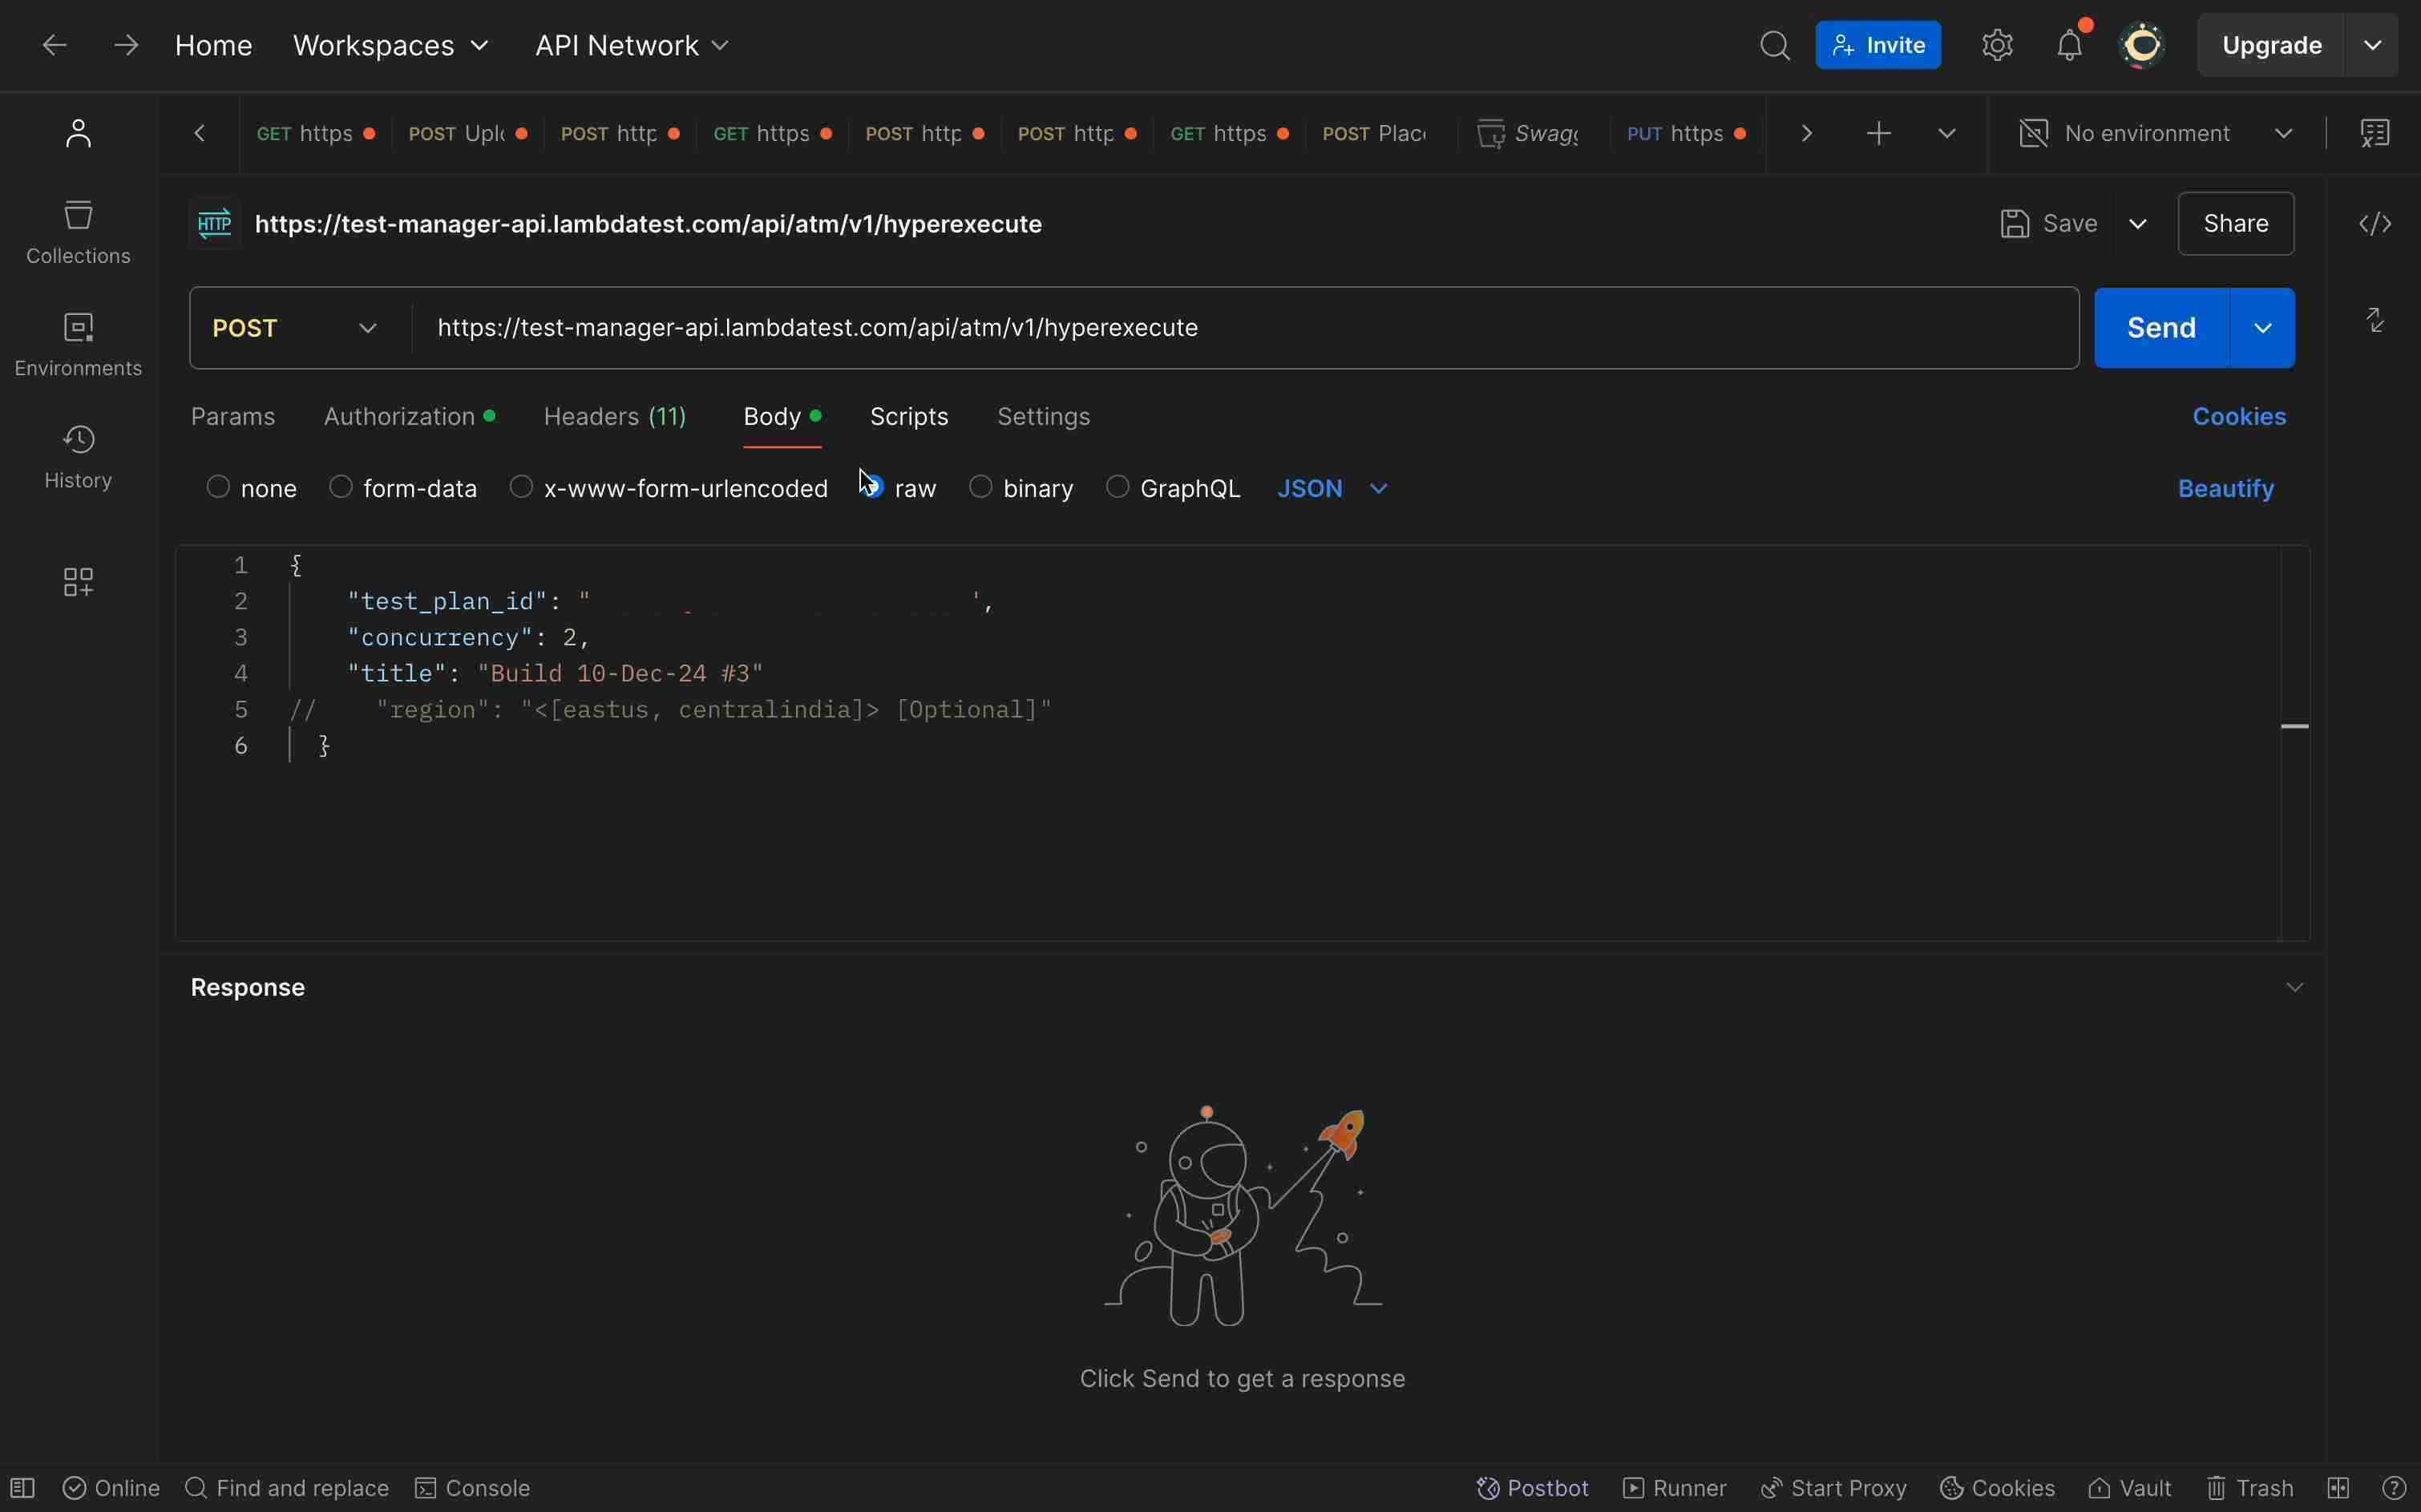 Home Workspaces API Network Invite Upgrade
GET https POST Upl POST http GET https POST http POST http GET https POST Plac Swag PUT https No environment
HTTP https://test-manager-api.lambdatest.com/api/atm/v1/hyperexecute Save Share
Collections
POST https://test-manager-api.lambdatest.com/api/atm/v1/hyperexecute Send
Environments
Params Authorization Headers (11) Body Scripts Settings Cookies
History
none form-data x-www-form-urlencoded raw binary GraphQL JSON Beautify
1 {
2 "test_plan_id": " ',
3 "concurrency": 2,
4 "title": "Build 10-Dec-24 #3"
5 // "region": "<[eastus, centralindia]> [Optional]"
6 }
Response
Click Send to get a response
Online Find and replace Console Postbot Runner Start Proxy Cookies Vault Trash